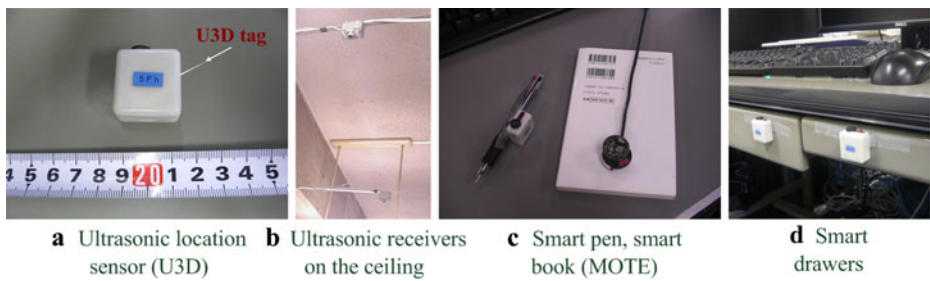 U3D tag
5Fh
4 5 6 7 8 9 20 1 2 3 4 5
a Ultrasonic location
sensor (U3D)
b Ultrasonic receivers
on the ceiling
c Smart pen, smart
book (MOTE)
d Smart
drawers